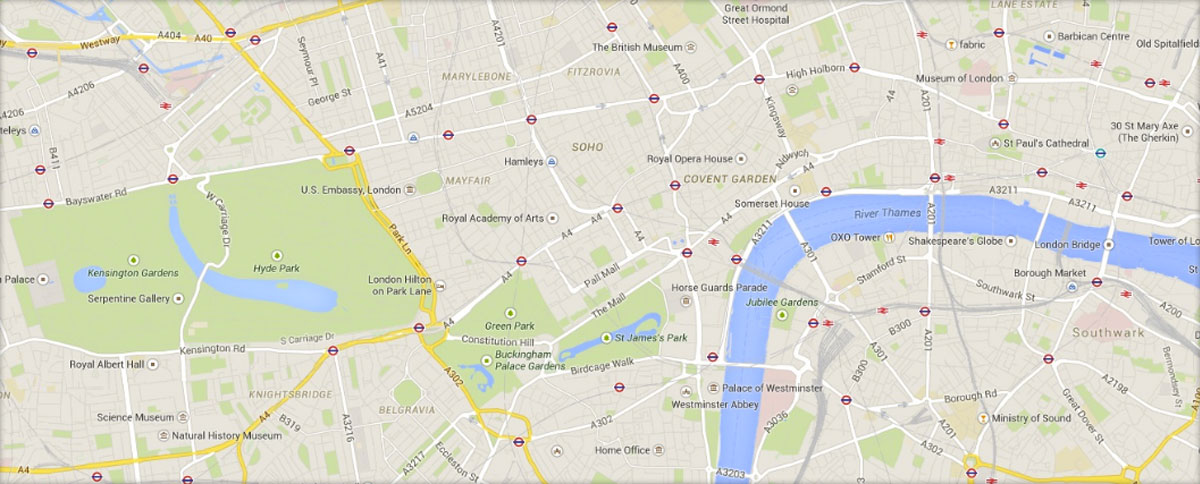 Great Ormond
Street Hospital
LANE ESTATE
Westway
A404
A40
A4201
The British Museum
fabric
Barbican Centre
Old Spitalfield
Seymour Pl
A41
MARYLEBONE
FITZROVIA
A400
High Holborn
Museum of London
A4206
George St
A5204
Kingsway
A4
A201
A4206
teleys
B411
Hamleys
SOHO
Royal Opera House
Aldwych
A4
St Paul's Cathedral
30 St Mary Axe
(The Gherkin)
Bayswater Rd
W Carriage Dr
U.S. Embassy, London
MAYFAIR
COVENT GARDEN
Somerset House
A3211
A3211
Royal Academy of Arts
A4
A4
A4
River Thames
A201
Park Ln
OXO Tower
Shakespeare's Globe
London Bridge
Tower of Lo
A3211
A301
Kensington Gardens
Hyde Park
n Palace
Serpentine Gallery
London Hilton
on Park Lane
A4
Pall Mall
The Mall
Horse Guards Parade
Jubilee Gardens
Stamford St
Southwark St
Borough Market
St
A200
Green Park
A4
Constitution Hill
St James's Park
S Carriage Dr
Kensington Rd
Buckingham
Palace Gardens
Birdcage Walk
B300
A301
A201
Southwark
Royal Albert Hall
A302
KNIGHTSBRIDGE
BELGRAVIA
Palace of Westminster
Westminster Abbey
B300
Bermondsey St
A2198
Borough Rd
Great Dover St
Science Museum
Natural History Museum
A4
B319
A3216
A302
A3036
A201
Ministry of Sound
A302
A4
A3217
Eccleston St
Home Office
A3203